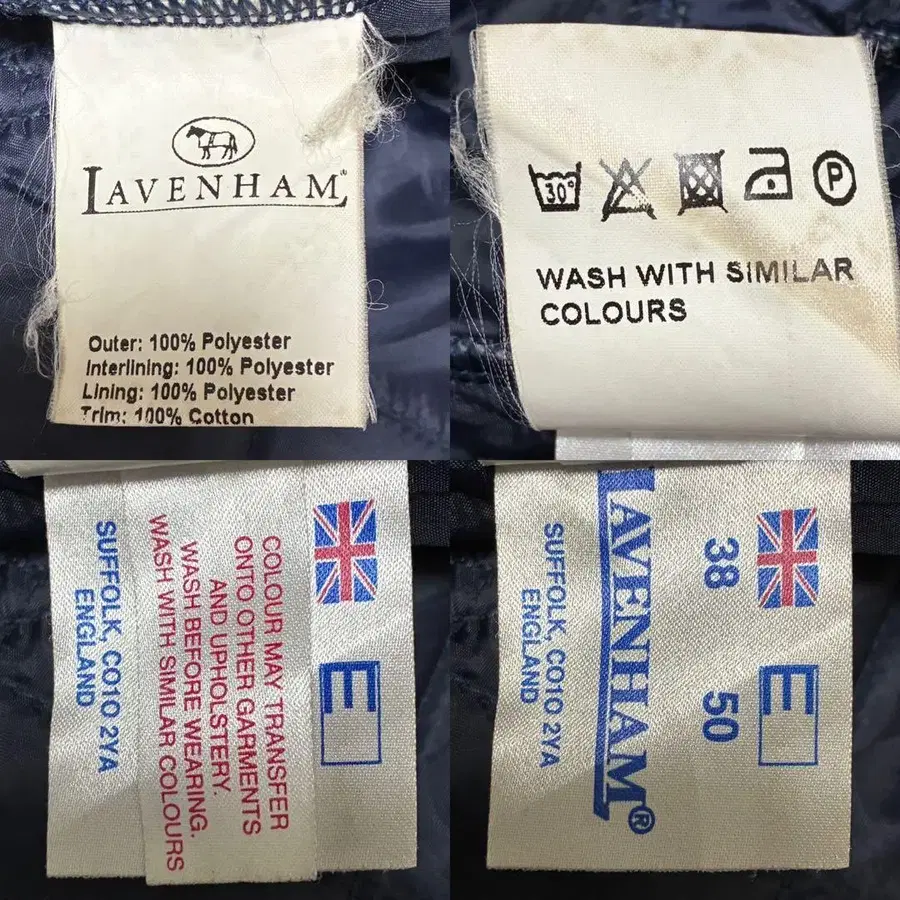 LAVENHAM
Outer: 100% Polyester
Interlining: 100% Polyester
Lining: 100% Polyester
Trim: 100% Cotton
30°
P
WASH WITH SIMILAR
COLOURS
E
COLOUR MAY TRANSFER
ONTO OTHER GARMENTS
AND UPHOLSTERY.
WASH BEFORE WEARING.
WASH WITH SIMILAR COLOURS
SUFFOLK, CO10 2YA
ENGLAND
E
38 50
LAVENHAM®
SUFFOLK, CO10 2YA
ENGLAND